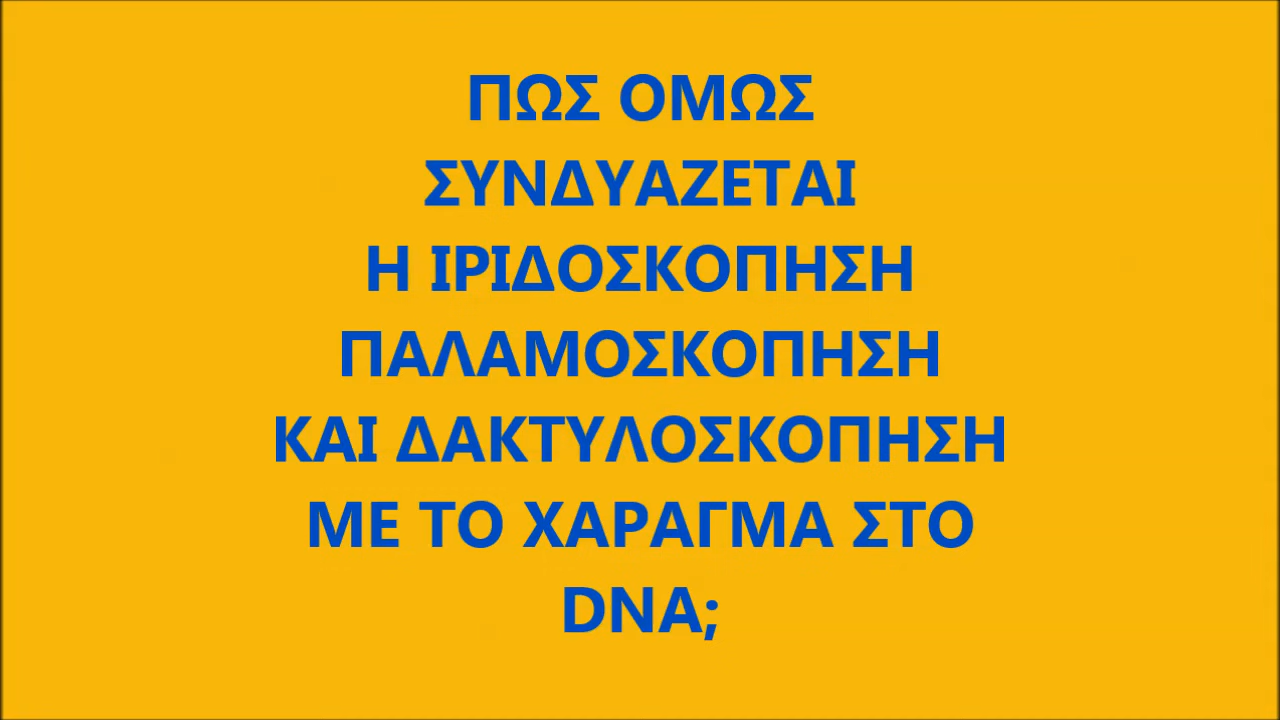 ΠΩΣ ΟΜΩΣ
ΣΥΝΔΥΑΖΕΤΑΙ
Η ΙΡΙΔΟΣΚΟΠΗΣΗ
ΠΑΛΑΜΟΣΚΟΠΗΣΗ
ΚΑΙ ΔΑΚΤΥΛΟΣΚΟΠΗΣΗ
ΜΕ ΤΟ ΧΑΡΑΓΜΑ ΣΤΟ
DNA;